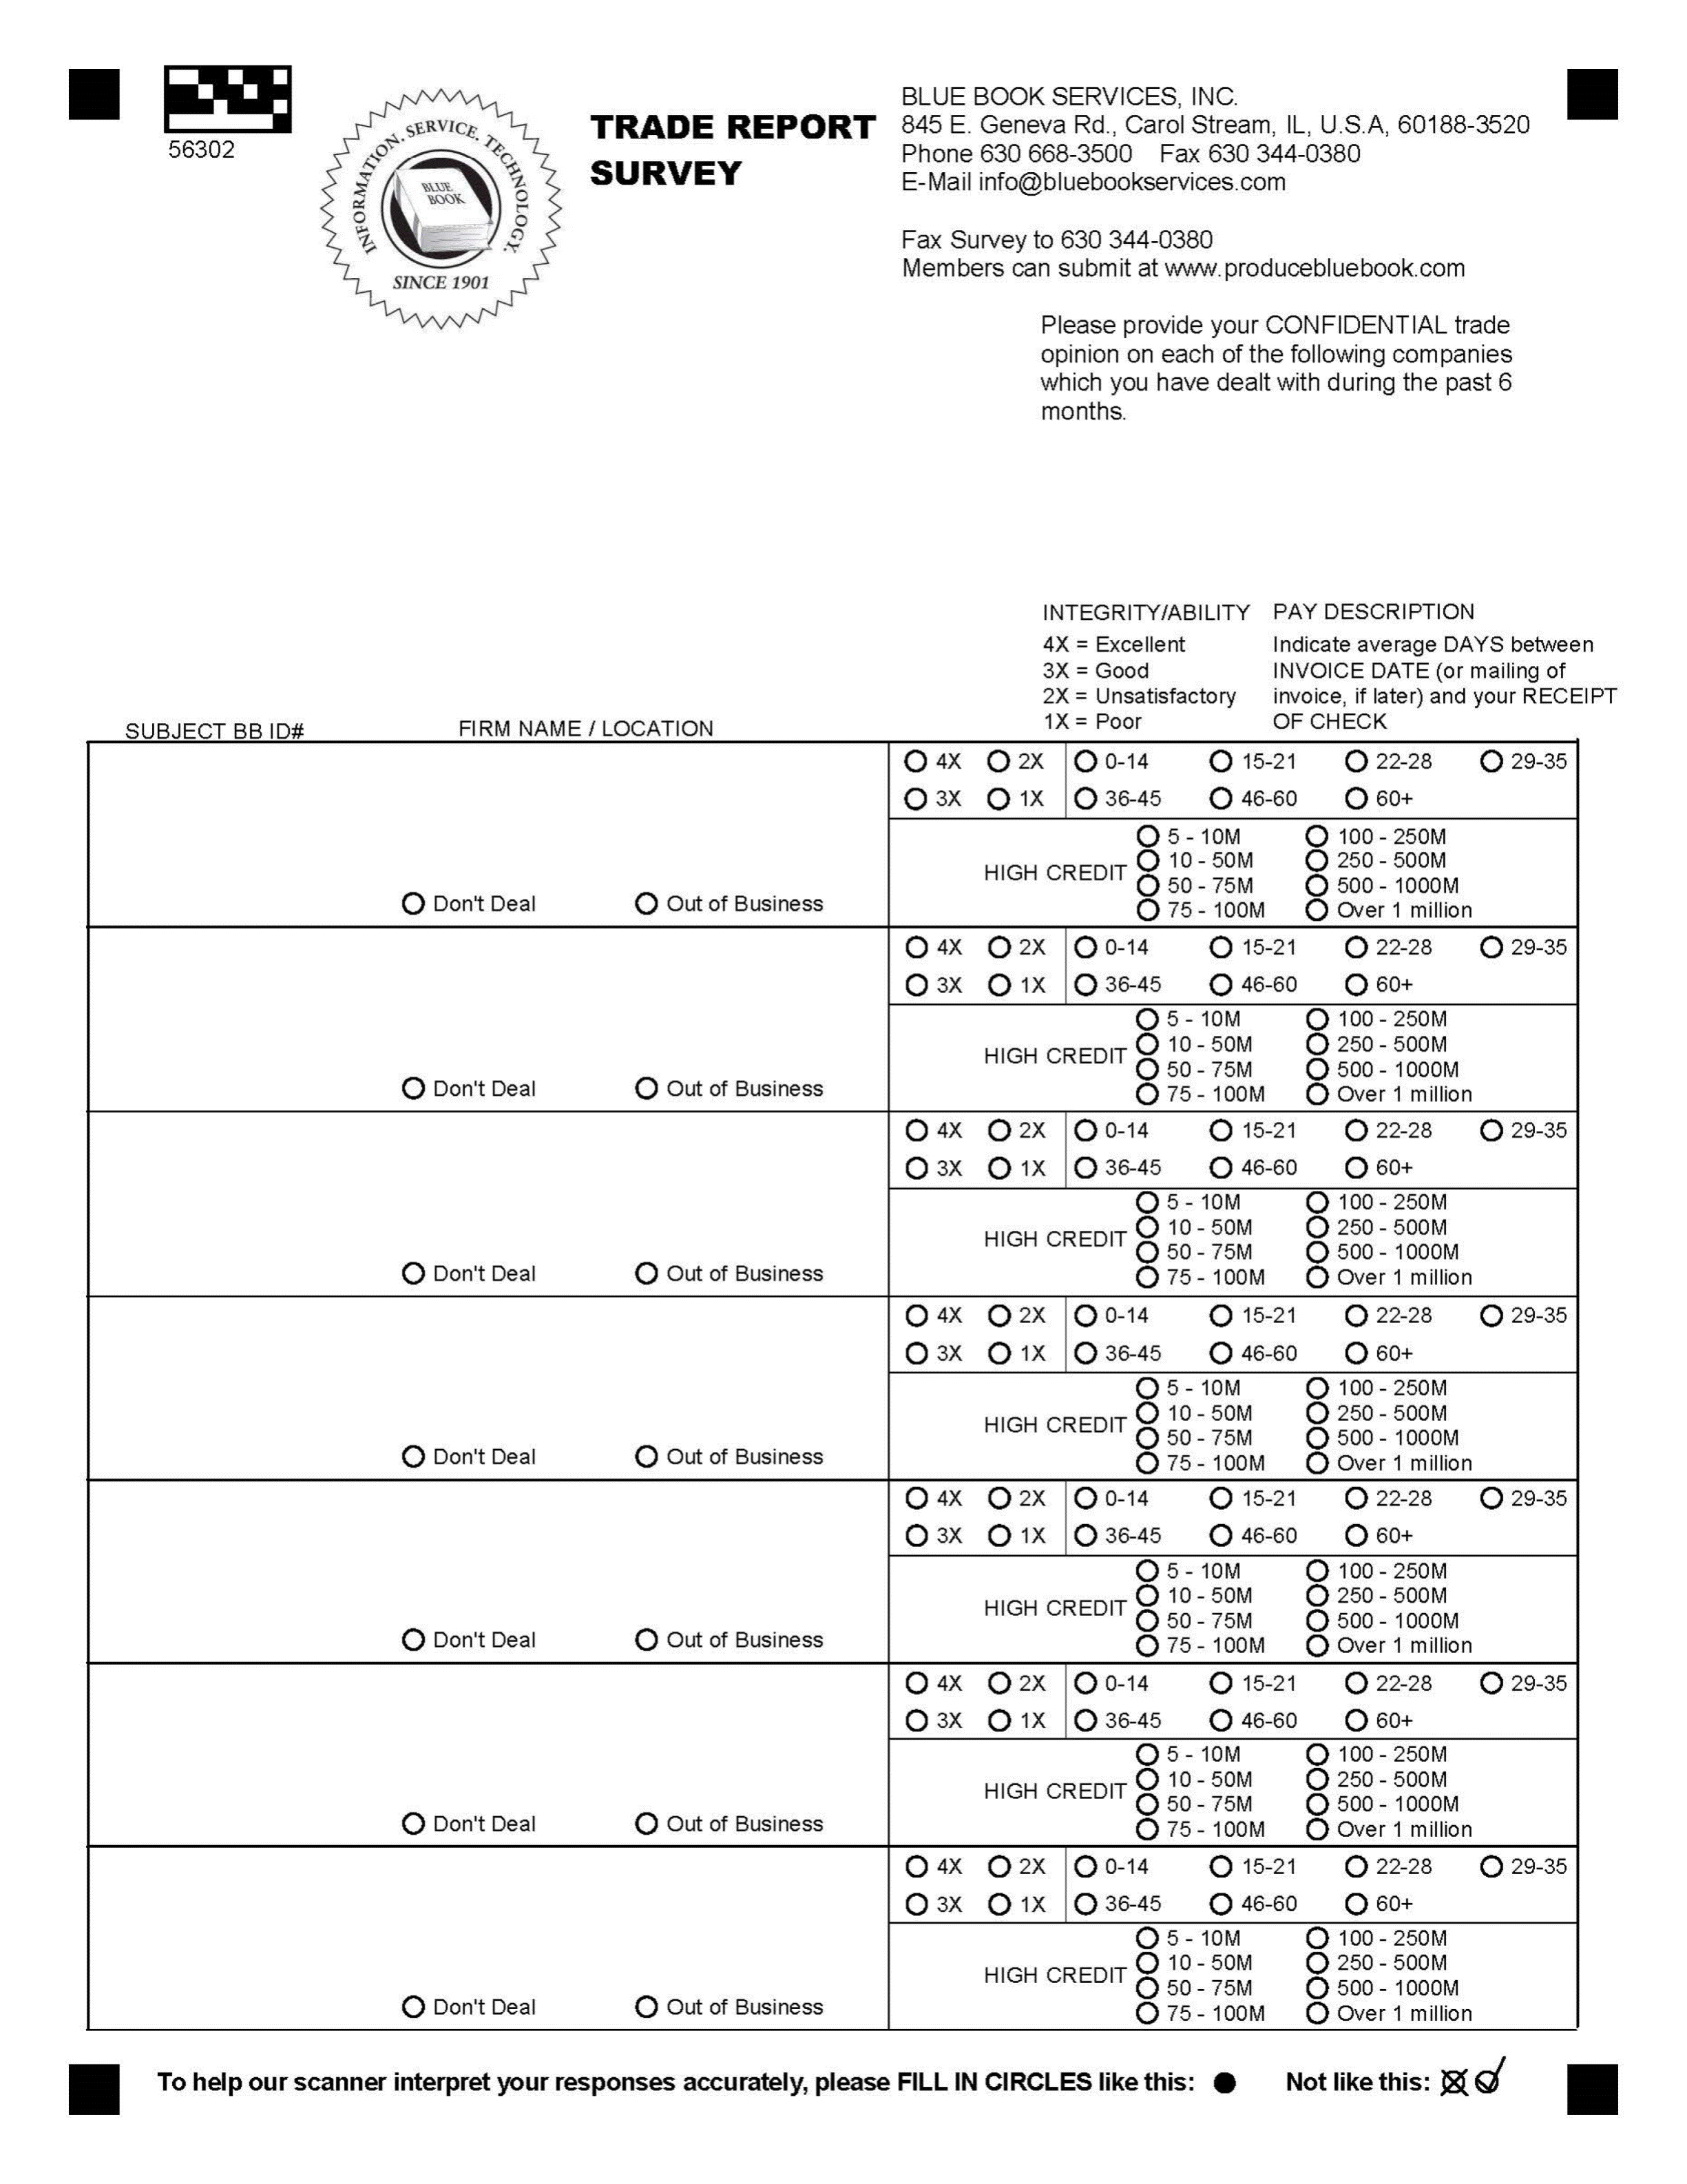 56302
INFORMATION. SERVICE. TECHNOLOGY.
BLUE
BOOK
SINCE 1901
TRADE REPORT
SURVEY
BLUE BOOK SERVICES, INC.
845 E. Geneva Rd., Carol Stream, IL, U.S.A, 60188-3520
Phone 630 668-3500 Fax 630 344-0380
E-Mail info@bluebookservices.com
Fax Survey to 630 344-0380
Members can submit at www.producebluebook.com
Please provide your CONFIDENTIAL trade
opinion on each of the following companies
which you have dealt with during the past 6
months.
INTEGRITY/ABILITY PAY DESCRIPTION
4X = Excellent Indicate average DAYS between
3X = Good INVOICE DATE (or mailing of
2X = Unsatisfactory invoice, if later) and your RECEIPT
1X = Poor OF CHECK
SUBJECT BB ID# FIRM NAME / LOCATION
4X 2X 0-14 15-21 22-28 29-35
3X 1X 36-45 46-60 60+
5 - 10M 100 - 250M
10 - 50M 250 - 500M
HIGH CREDIT
50 - 75M 500 - 1000M
Don't Deal Out of Business 75 - 100M Over 1 million
4X 2X 0-14 15-21 22-28 29-35
3X 1X 36-45 46-60 60+
5 - 10M 100 - 250M
10 - 50M 250 - 500M
HIGH CREDIT
50 - 75M 500 - 1000M
Don't Deal Out of Business 75 - 100M Over 1 million
4X 2X 0-14 15-21 22-28 29-35
3X 1X 36-45 46-60 60+
5 - 10M 100 - 250M
10 - 50M 250 - 500M
HIGH CREDIT
50 - 75M 500 - 1000M
Don't Deal Out of Business 75 - 100M Over 1 million
4X 2X 0-14 15-21 22-28 29-35
3X 1X 36-45 46-60 60+
5 - 10M 100 - 250M
10 - 50M 250 - 500M
HIGH CREDIT
50 - 75M 500 - 1000M
Don't Deal Out of Business 75 - 100M Over 1 million
4X 2X 0-14 15-21 22-28 29-35
3X 1X 36-45 46-60 60+
5 - 10M 100 - 250M
10 - 50M 250 - 500M
HIGH CREDIT
50 - 75M 500 - 1000M
Don't Deal Out of Business 75 - 100M Over 1 million
4X 2X 0-14 15-21 22-28 29-35
3X 1X 36-45 46-60 60+
5 - 10M 100 - 250M
10 - 50M 250 - 500M
HIGH CREDIT
50 - 75M 500 - 1000M
Don't Deal Out of Business 75 - 100M Over 1 million
4X 2X 0-14 15-21 22-28 29-35
3X 1X 36-45 46-60 60+
5 - 10M 100 - 250M
10 - 50M 250 - 500M
HIGH CREDIT
50 - 75M 500 - 1000M
Don't Deal Out of Business 75 - 100M Over 1 million
To help our scanner interpret your responses accurately, please FILL IN CIRCLES like this: Not like this: